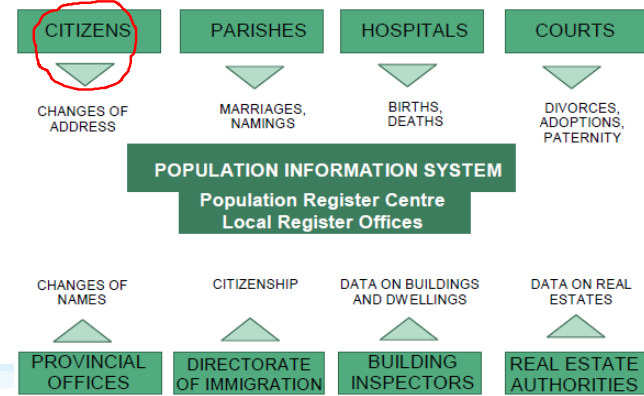 CITIZENS
PARISHES
HOSPITALS
COURTS
CHANGES OF
ADDRESS
MARRIAGES,
NAMINGS
BIRTHS,
DEATHS
DIVORCES,
ADOPTIONS,
PATERNITY
POPULATION INFORMATION SYSTEM
Population Register Centre
Local Register Offices
CHANGES OF
NAMES
CITIZENSHIP
DATA ON BUILDINGS
AND DWELLINGS
DATA ON REAL
ESTATES
PROVINCIAL
OFFICES
DIRECTORATE
OF IMMIGRATION
BUILDING
INSPECTORS
REAL ESTATE
AUTHORITIES